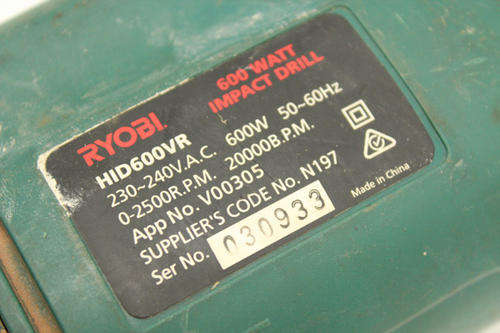 RYOBI
600 WATT
IMPACT DRILL
HID600VR
230~240V A.C. 600W 50~60Hz
0-2500R.P.M. 20000B.P.M.
App No. V00305
SUPPLIER'S CODE No. N197
Ser No. 030933
Made in China